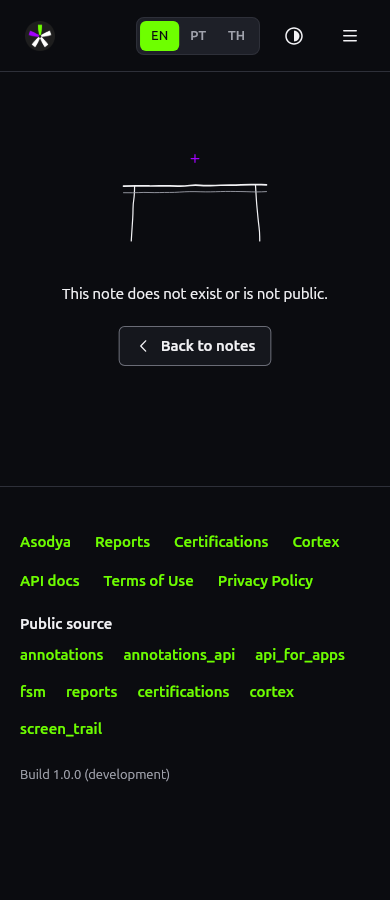 EN PT TH
This note does not exist or is not public.
Back to notes
Asodya Reports Certifications Cortex
API docs Terms of Use Privacy Policy
Public source
annotations annotations_api api_for_apps
fsm reports certifications cortex
screen_trail
Build 1.0.0 (development)